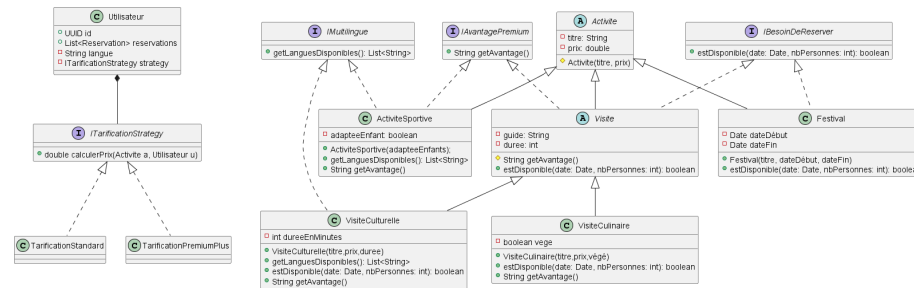 C Utilisateur
UUID id
List<Reservation> reservations
String langue
ITarificationStrategy strategy
I ITarificationStrategy
double calculerPrix(Activite a, Utilisateur u)
C TarificationStandard
C TarificationPremiumPlus
I IMutilingue
getLanguesDisponibles(): List<String>
I IAvantagePremium
String getAvantage()
A Activite
titre: String
prix: double
Activite(titre, prix)
I IBesoinDeReserver
estDisponible(date: Date, nbPersonnes: int): boolean
C ActiviteSportive
adapteeEnfant: boolean
ActiviteSportive(adapteeEnfants);
getLanguesDisponibles(): List<String>
String getAvantage()
A Visite
guide: String
duree: int
String getAvantage()
estDisponible(date: Date, nbPersonnes: int): boolean
C Festival
Date dateDébut
Date dateFin
Festival(titre, dateDébut, dateFin)
estDisponible(date: Date, nbPersonnes: int): boolean
C VisiteCulturelle
int dureeEnMinutes
VisiteCulturelle(titre,prix,duree)
getLanguesDisponibles(): List<String>
estDisponible(date: Date, nbPersonnes: int): boolean
String getAvantage()
C VisiteCulinaire
boolean vege
VisiteCulinaire(titre,prix,végé)
estDisponible(date: Date, nbPersonnes: int): boolean
String getAvantage()